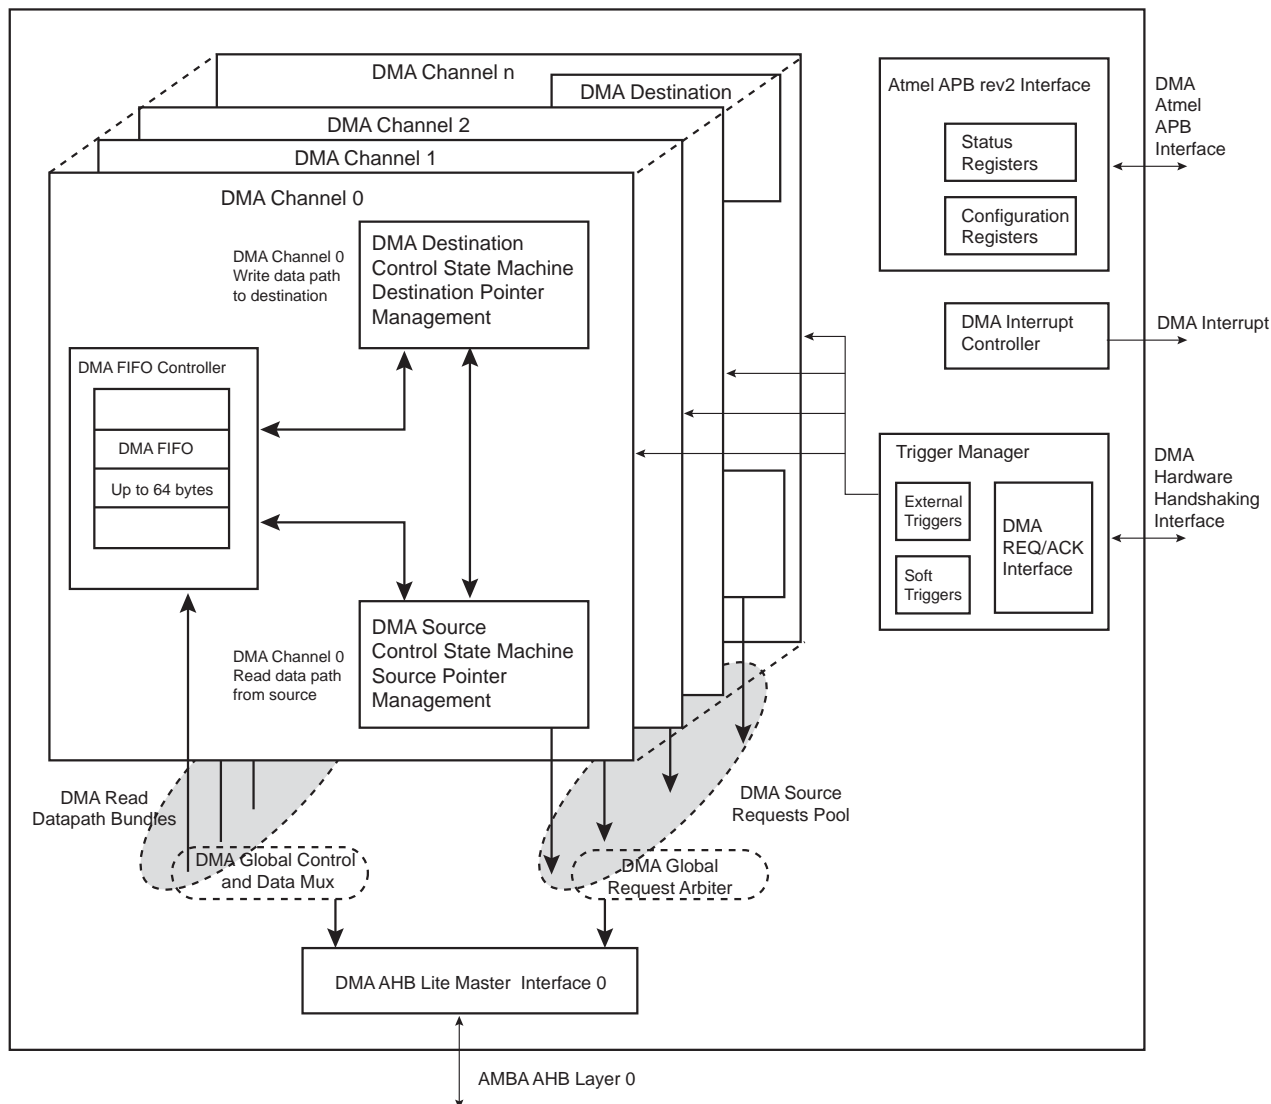 DMA Channel n
DMA Destination
DMA Channel 2
DMA Channel 1
DMA Channel 0
DMA Channel 0
Write data path
to destination
DMA Destination
Control State Machine
Destination Pointer
Management
DMA FIFO Controller
DMA FIFO
Up to 64 bytes
DMA Channel 0
Read data path
from source
DMA Source
Control State Machine
Source Pointer
Management
Atmel APB rev2 Interface
Status
Registers
Configuration
Registers
DMA
Atmel
APB
Interface
DMA Interrupt
Controller
DMA Interrupt
Trigger Manager
External
Triggers
Soft
Triggers
DMA
REQ/ACK
Interface
DMA
Hardware
Handshaking
Interface
DMA Read
Datapath Bundles
DMA Source
Requests Pool
DMA Global Control
and Data Mux
DMA Global
Request Arbiter
DMA AHB Lite Master Interface 0
AMBA AHB Layer 0